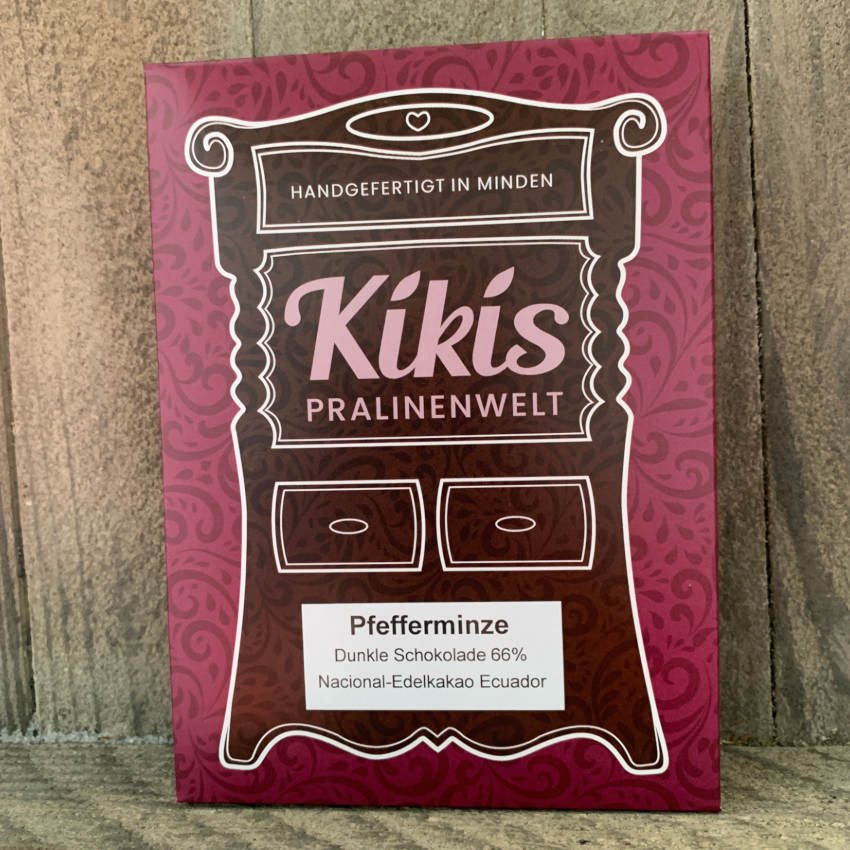 HANDGEFERTIGT IN MINDEN
Kikis
PRALINENWELT
Pfefferminze
Dunkle Schokolade 66%
Nacional-Edelkakao Ecuador